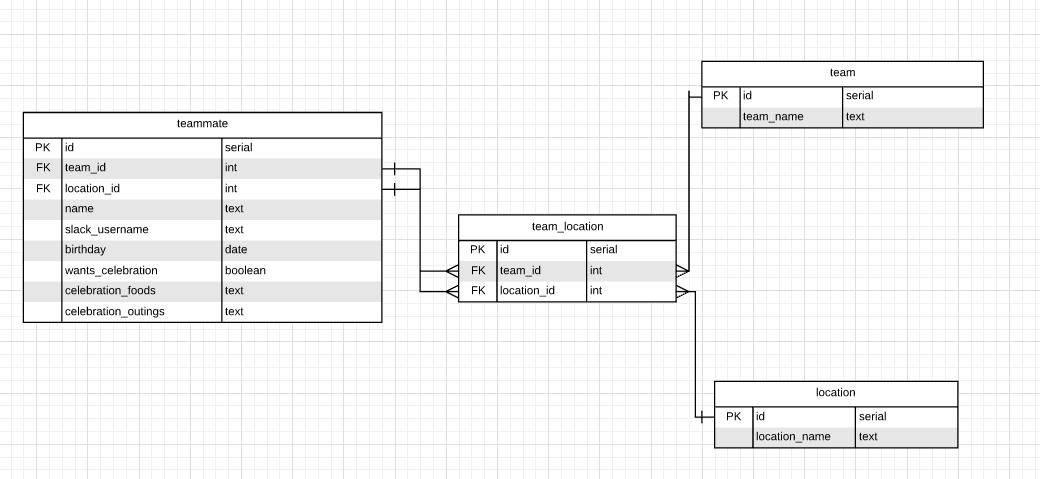 teammate
PK id serial
FK team_id int
FK location_id int
name text
slack_username text
birthday date
wants_celebration boolean
celebration_foods text
celebration_outings text
team_location
PK id serial
FK team_id int
FK location_id int
team
PK id serial
team_name text
location
PK id serial
location_name text